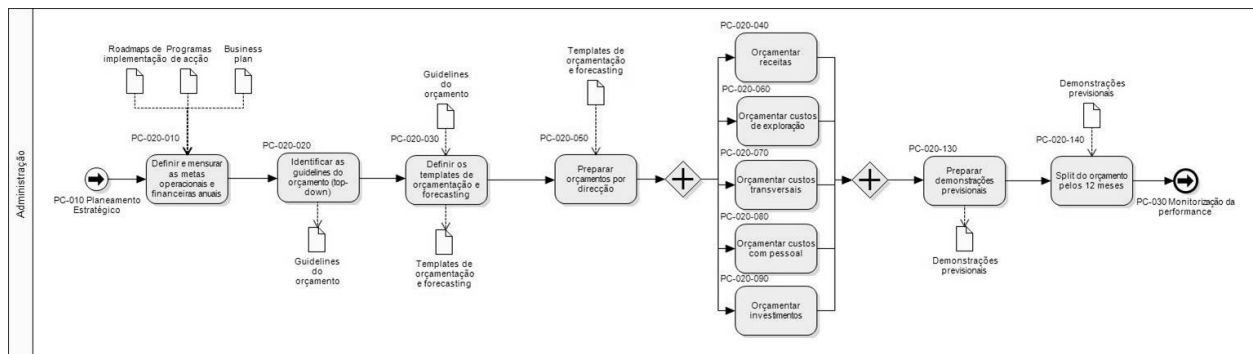 Administração
PC-010 Planeamento
Estratégico
Roadmaps de
implementação
Programas
de acção
Business
plan
PC-020-010
Definir e mensurar
as metas
operacionais e
financeiras anuais
PC-020-020
Identificar as
guidelines do
orçamento (top-
down)
Guidelines
do
orçamento
Guidelines
do
orçamento
PC-020-030
Definir os
templates de
orçamentação e
forecasting
Templates de
orçamentação
e forecasting
Templates de
orçamentação
e forecasting
PC-020-050
Preparar
orçamentos por
direcção
PC-020-040
Orçamentar
receitas
PC-020-060
Orçamentar custos
de exploração
PC-020-070
Orçamentar custos
transversais
PC-020-080
Orçamentar custos
com pessoal
PC-020-090
Orçamentar
investimentos
PC-020-130
Preparar
demonstrações
previsionais
Demonstrações
previsionais
Demonstrações
previsionais
PC-020-140
Split do orçamento
pelos 12 meses
PC-030 Monitorização da
performance